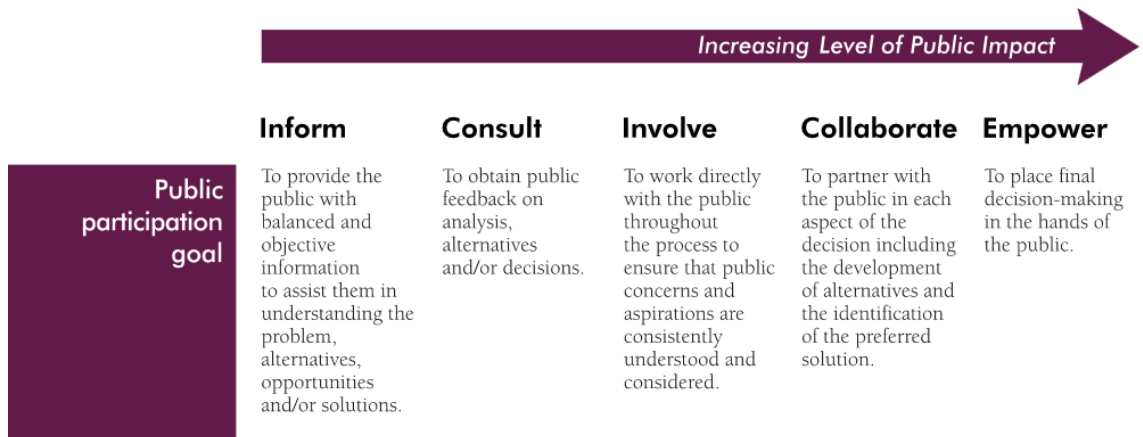 Increasing Level of Public Impact
Inform
Consult
Involve
Collaborate
Empower
Public
participation
goal
To provide the
public with
balanced and
objective
information
to assist them in
understanding the
problem,
alternatives,
opportunities
and/or solutions.
To obtain public
feedback on
analysis,
alternatives
and/or decisions.
To work directly
with the public
throughout
the process to
ensure that public
concerns and
aspirations are
consistently
understood and
considered.
To partner with
the public in each
aspect of the
decision including
the development
of alternatives and
the identification
of the preferred
solution.
To place final
decision-making
in the hands of
the public.